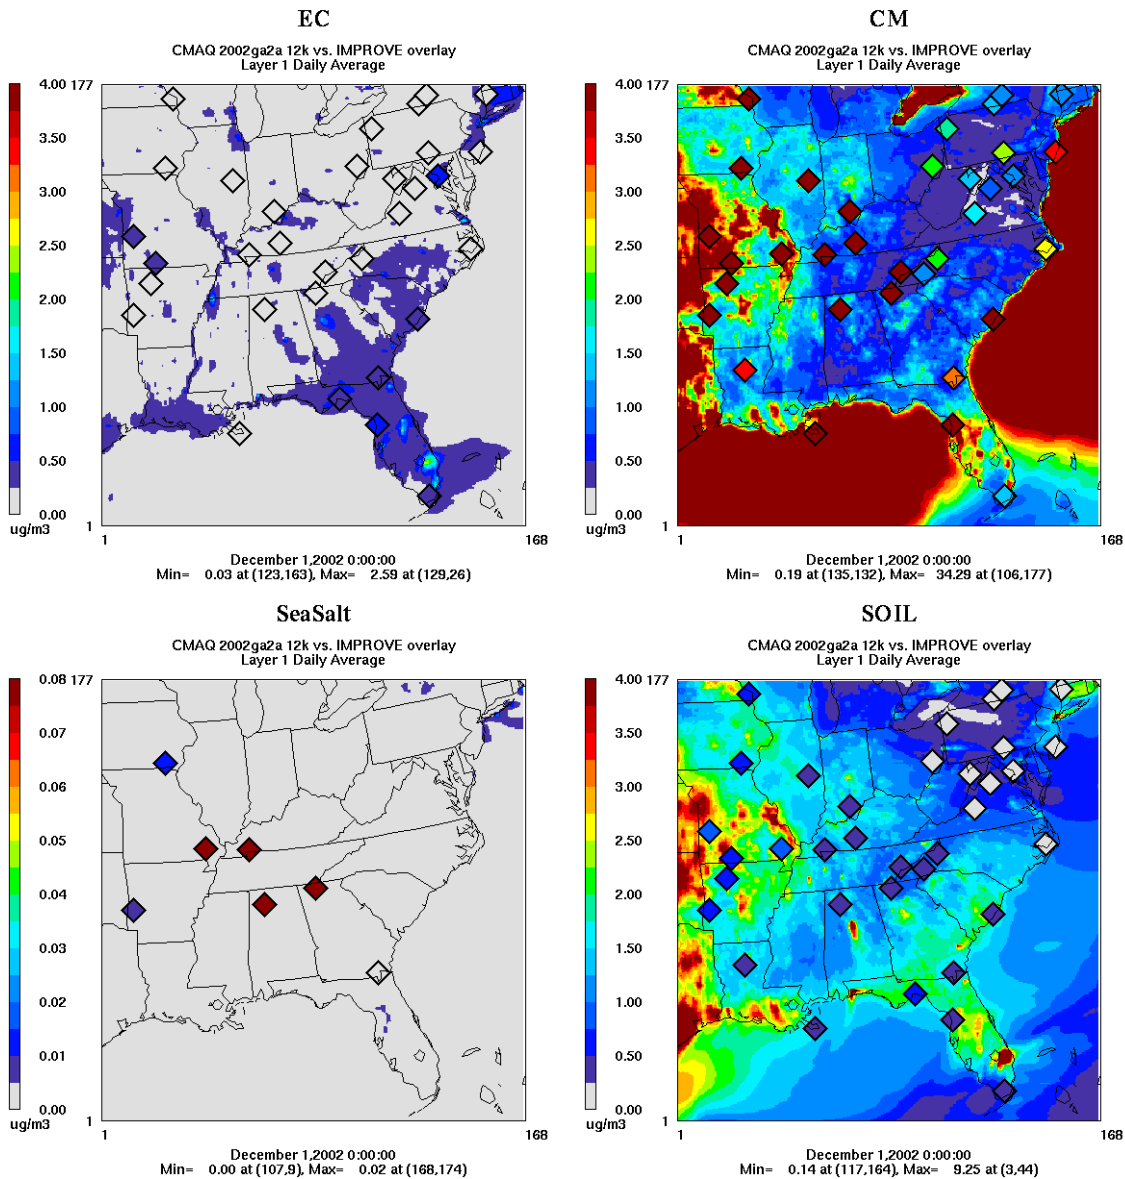 EC
CMAQ 2002ga2a 12k vs. IMPROVE overlay
Layer 1 Daily Average
4.00 177
3.50
3.00
2.50
2.00
1.50
1.00
0.50
0.00
ug/m3
1
1 168
December 1,2002 0:00:00
Min= 0.03 at (123,163), Max= 2.59 at (129,26)
CM
CMAQ 2002ga2a 12k vs. IMPROVE overlay
Layer 1 Daily Average
4.00 177
3.50
3.00
2.50
2.00
1.50
1.00
0.50
0.00
ug/m3
1
1 168
December 1,2002 0:00:00
Min= 0.19 at (135,132), Max= 34.29 at (106,177)
SeaSalt
CMAQ 2002ga2a 12k vs. IMPROVE overlay
Layer 1 Daily Average
0.08 177
0.07
0.06
0.05
0.04
0.03
0.02
0.01
0.00
ug/m3
1
1 168
December 1,2002 0:00:00
Min= 0.00 at (107,9), Max= 0.02 at (168,174)
SOIL
CMAQ 2002ga2a 12k vs. IMPROVE overlay
Layer 1 Daily Average
4.00 177
3.50
3.00
2.50
2.00
1.50
1.00
0.50
0.00
ug/m3
1
1 168
December 1,2002 0:00:00
Min= 0.14 at (117,164), Max= 9.25 at (3,44)